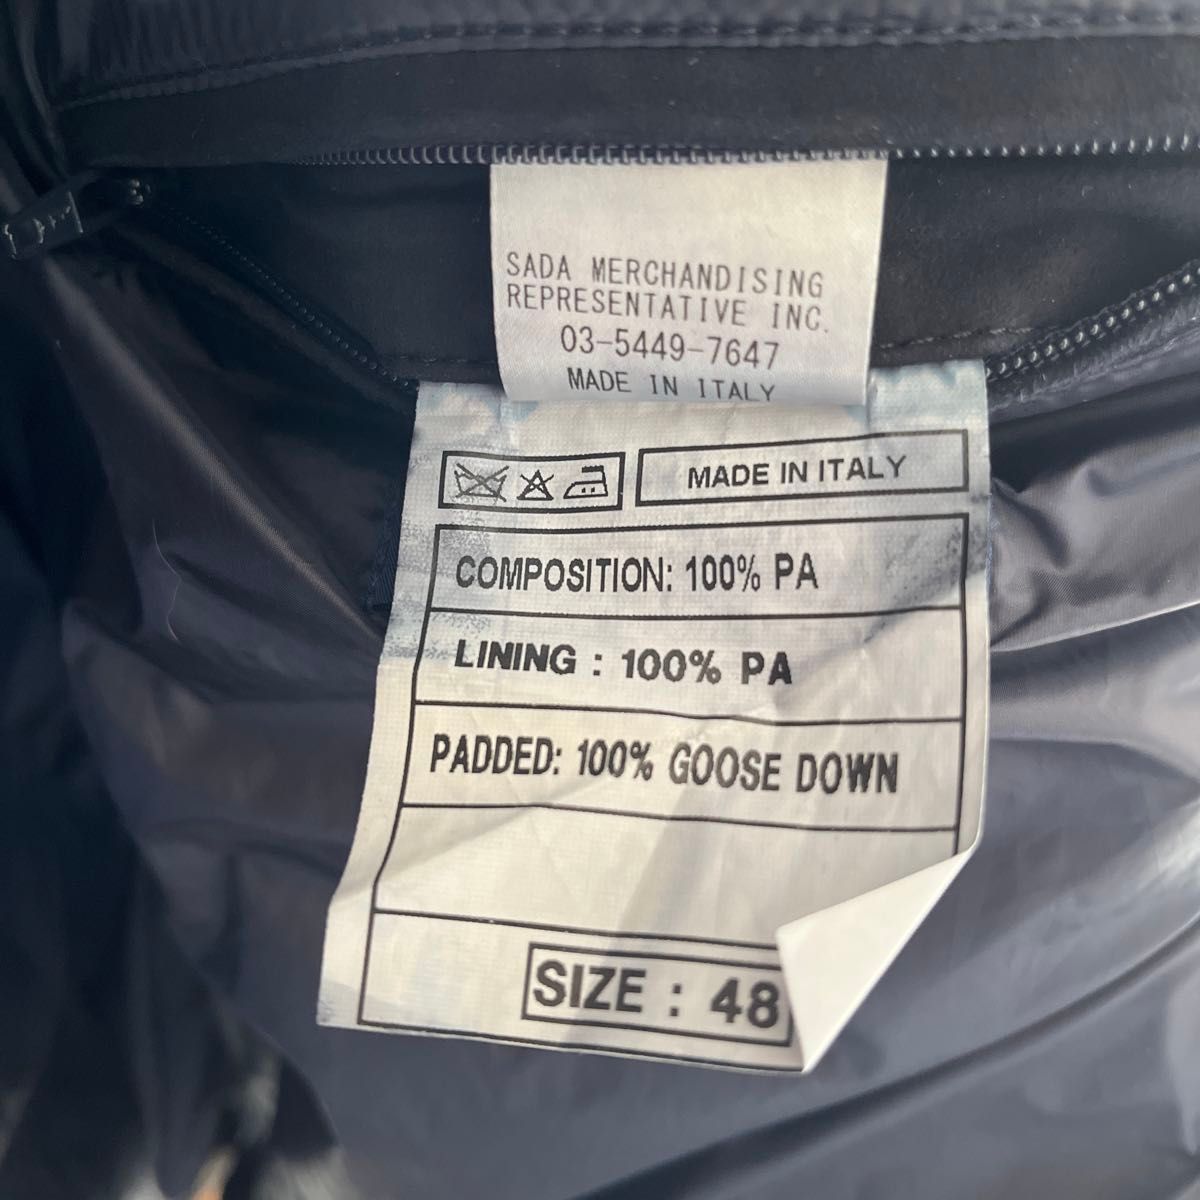 SADA MERCHANDISING
REPRESENTATIVE INC.
03-5449-7647
MADE IN ITALY
MADE IN ITALY
COMPOSITION: 100% PA
LINING : 100% PA
PADDED: 100% GOOSE DOWN
SIZE : 48